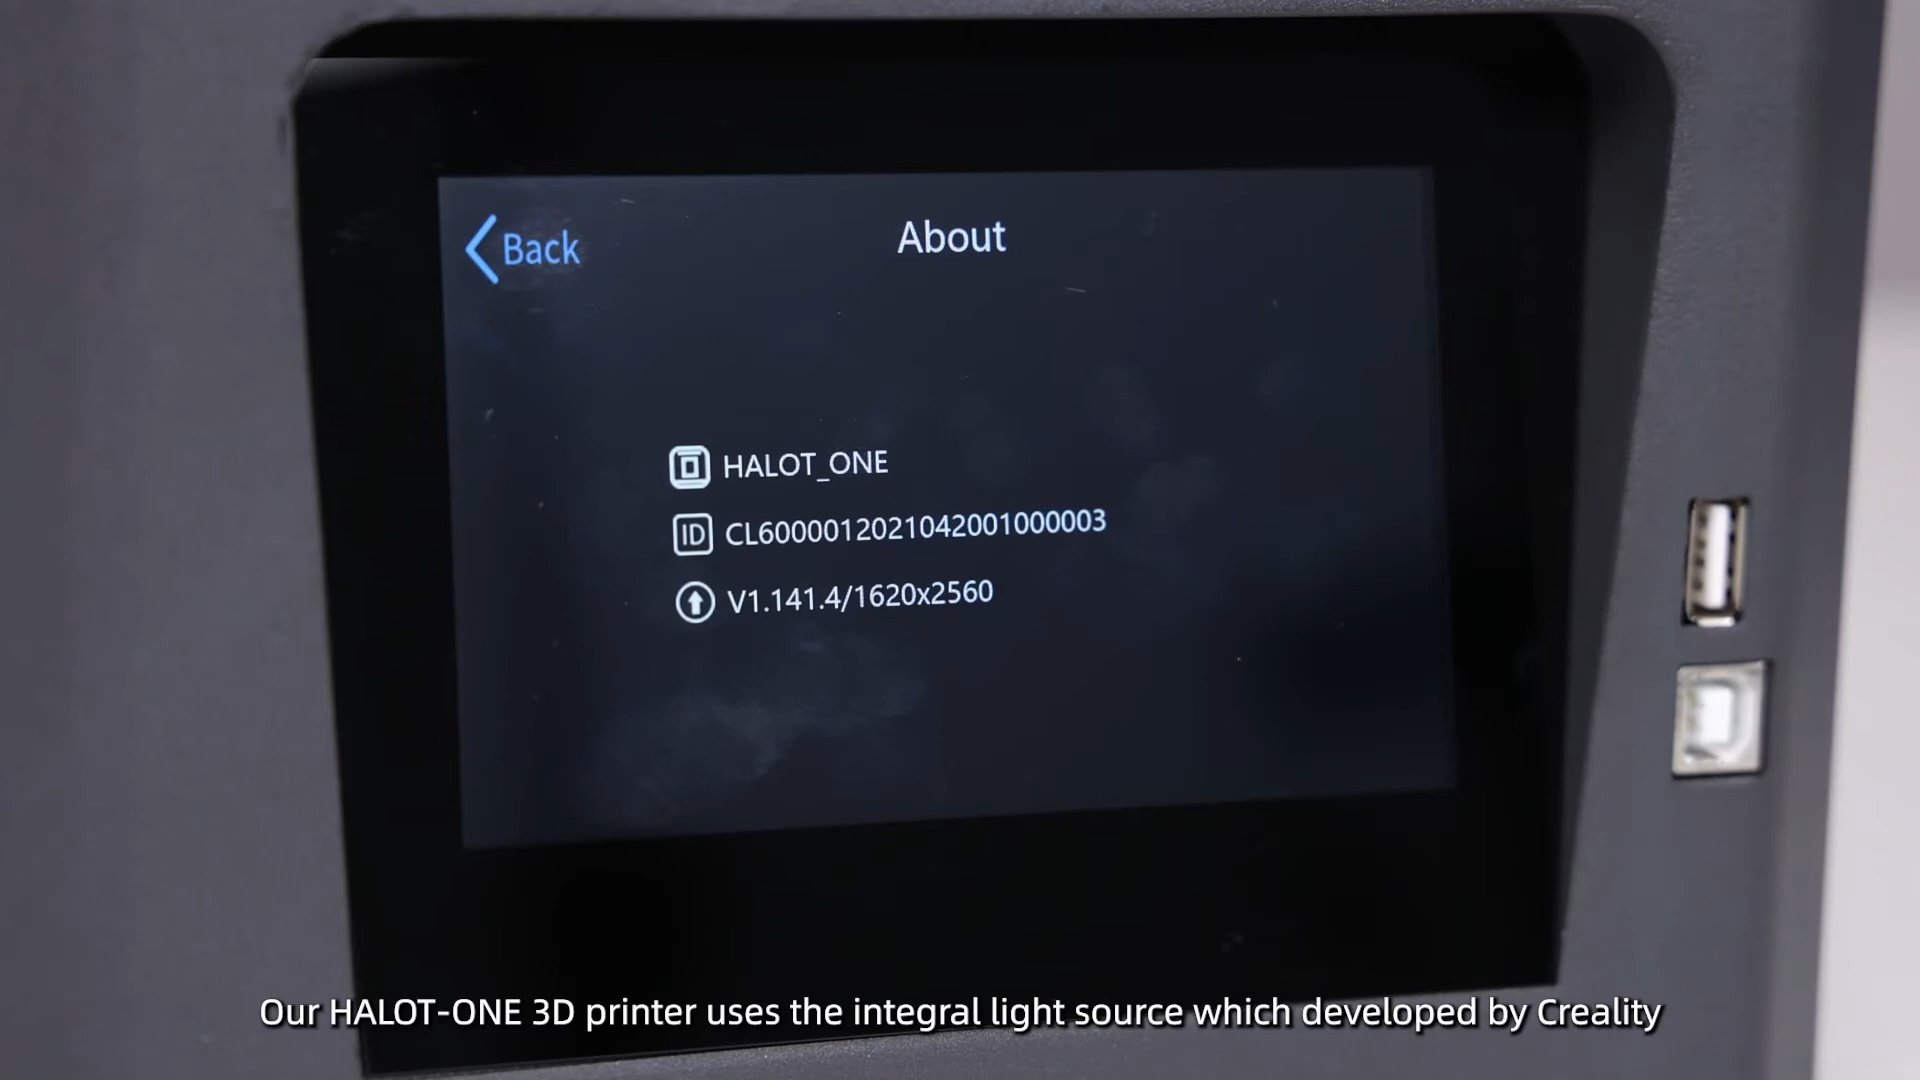 Back
About
HALOT_ONE
ID
CL6000012021042001000003
V1.141.4/1620x2560
Our HALOT-ONE 3D printer uses the integral light source which developed by Creality